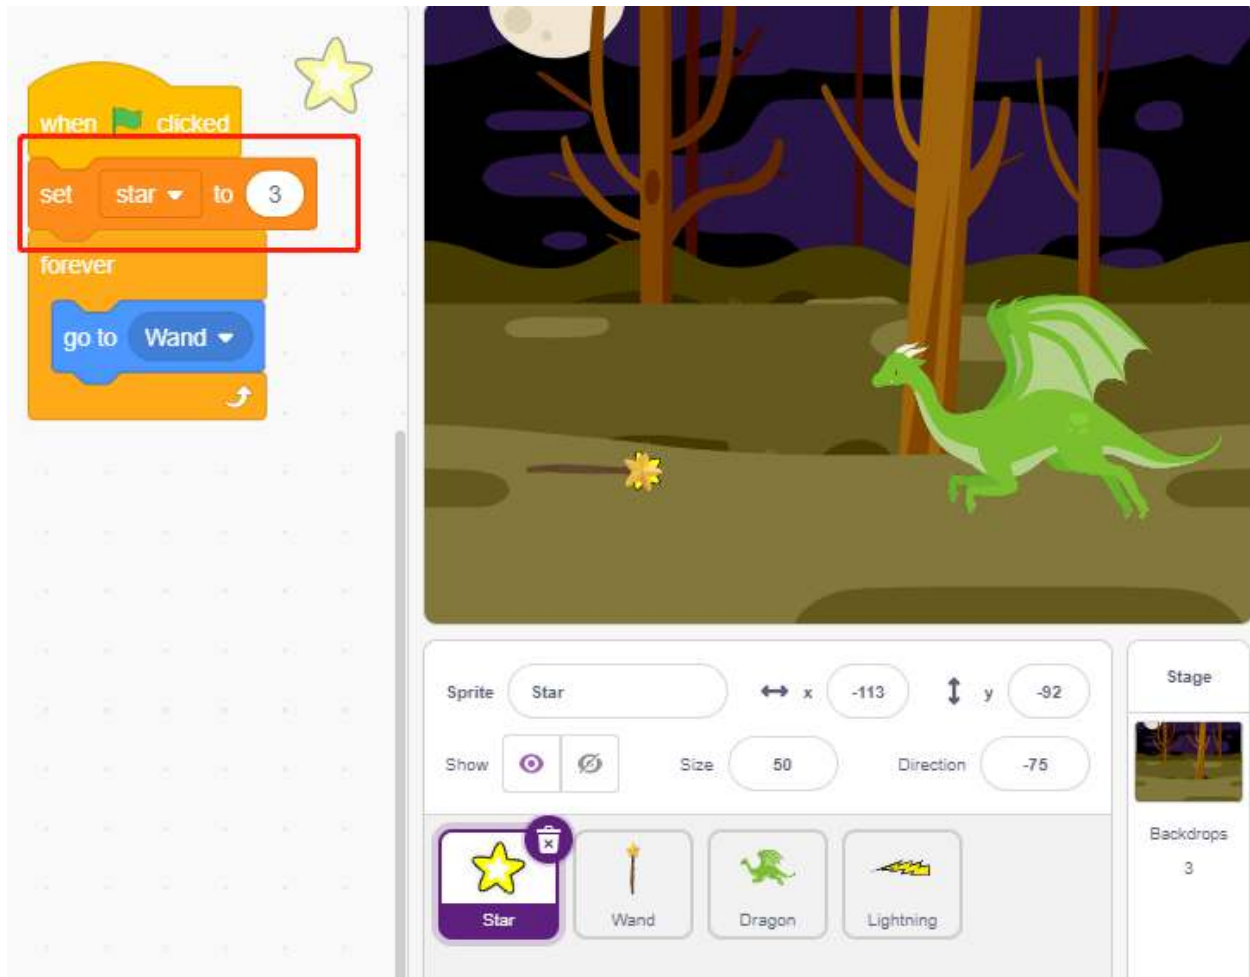 when clicked
set star to 3
forever
go to Wand
Sprite Star x -113 y -92
Show Size 50 Direction -75
Star Wand Dragon Lightning
Stage
Backdrops
3